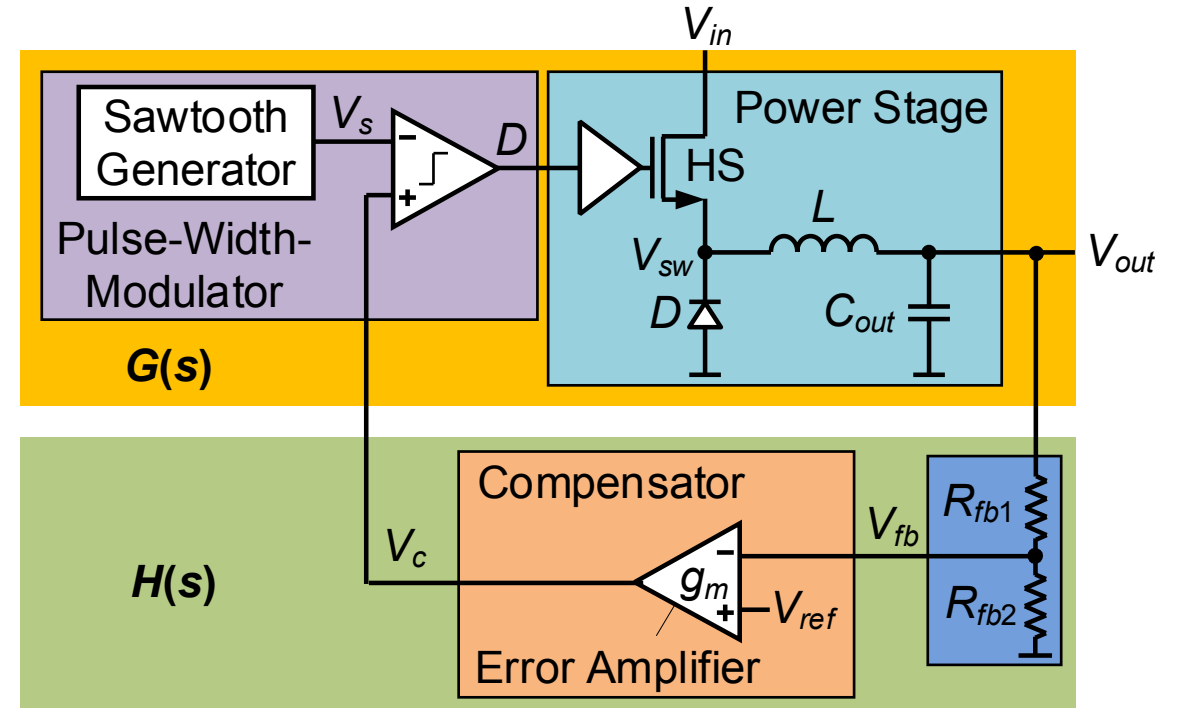 V_in
Sawtooth
Generator
V_s
D
Power Stage
HS
Pulse-Width-
Modulator
L
V_sw
V_out
D
C_out
G(s)
Compensator
R_fb1
V_fb
V_c
g_m
H(s)
V_ref
R_fb2
Error Amplifier